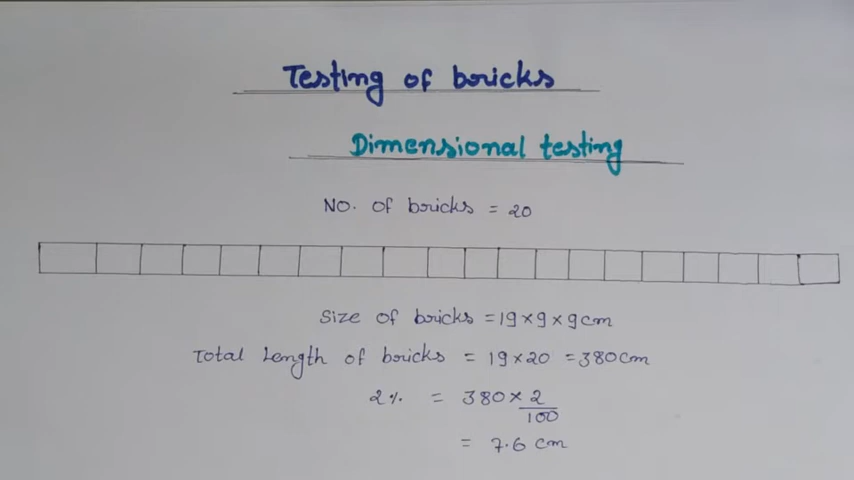 Testing of bricks
Dimensional testing
No. of bricks = 20
Size of bricks = 19 × 9 × 9 cm
Total Length of bricks = 19 × 20 = 380 cm
2% = 380 × 2/100
= 7.6 cm